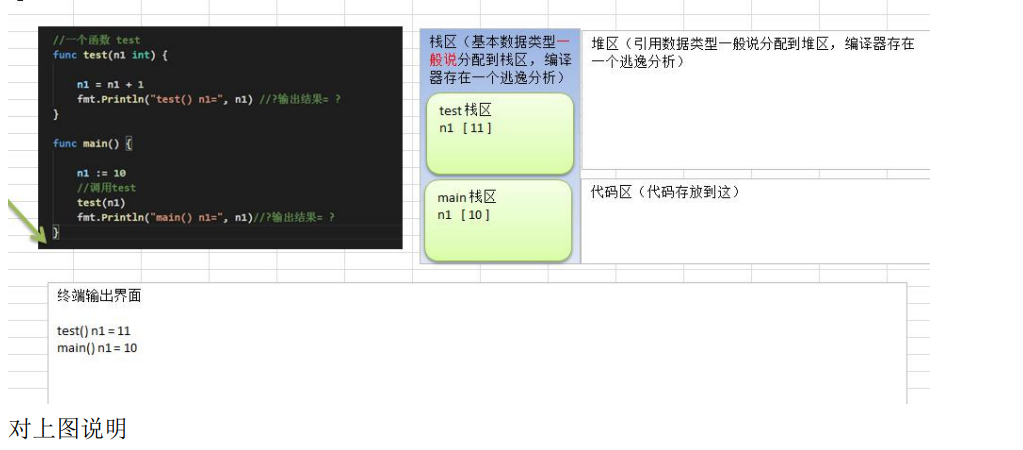 //一个函数 test
func test(n1 int) {
n1 = n1 + 1
fmt.Println("test() n1=", n1) //?输出结果= ?
}
func main() {
n1 := 10
//调用test
test(n1)
fmt.Println("main() n1=", n1)//?输出结果= ?
}
栈区（基本数据类型一
般说分配到栈区，编译
器存在一个逃逸分析）
test 栈区
n1 [ 11 ]
main 栈区
n1 [ 10 ]
堆区（引用数据类型一般说分配到堆区，编译器存在
一个逃逸分析）
代码区（代码存放到这）
终端输出界面
test() n1 = 11
main() n1 = 10
对上图说明